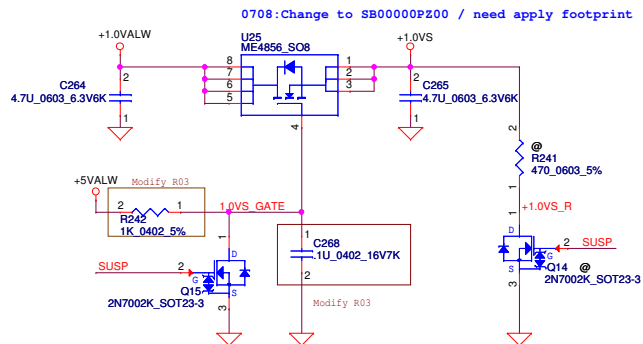 0708:Change to SB00000PZ00 / need apply footprint
+1.0VALW
U25
ME4856_SO8
+1.0VS
8
7
6
5
1
2
3
4
2
C264
4.7U_0603_6.3V6K
1
2
C265
4.7U_0603_6.3V6K
1
2
@
R241
470_0603_5%
1
+5VALW
Modify R03
2
1
R242
1K_0402_5%
1.0VS_GATE
+1.0VS_R
1
C268
.1U_0402_16V7K
2
Modify R03
SUSP
2
1
D
G
S
Q15
2N7002K_SOT23-3
3
1
D
G
S
2
SUSP
Q14
@
2N7002K_SOT23-3
3